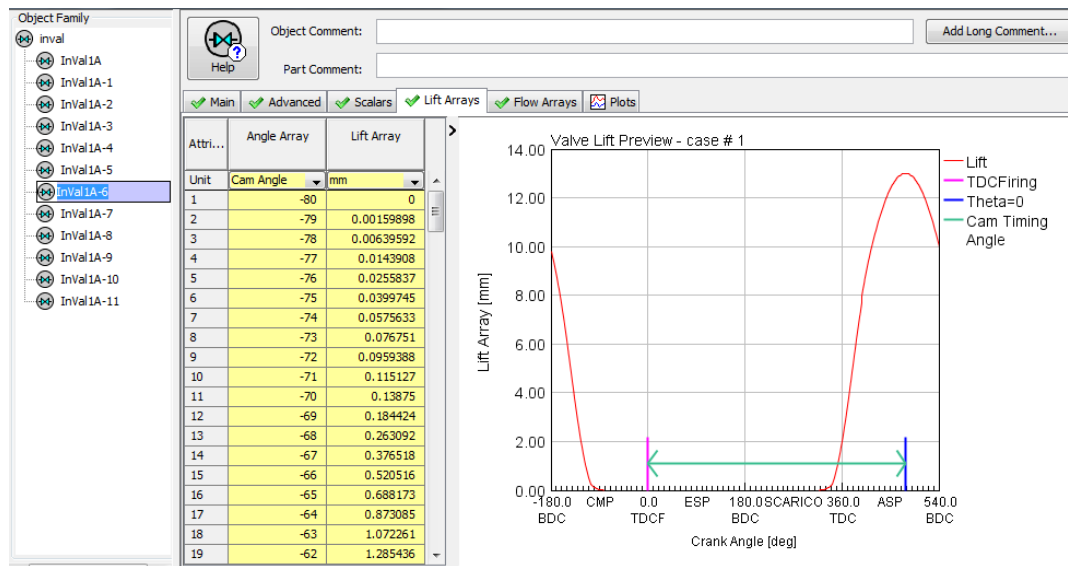 Object Family
inval
InVal1A
InVal1A-1
InVal1A-2
InVal1A-3
InVal1A-4
InVal1A-5
InVal1A-6
InVal1A-7
InVal1A-8
InVal1A-9
InVal1A-10
InVal1A-11
Help
Object Comment:
Add Long Comment...
Part Comment:
Main Advanced Scalars Lift Arrays Flow Arrays Plots
Attri... Angle Array Lift Array
Unit Cam Angle mm
1 -80 0
2 -79 0.00159898
3 -78 0.00639592
4 -77 0.0143908
5 -76 0.0255837
6 -75 0.0399745
7 -74 0.0575633
8 -73 0.076751
9 -72 0.0959388
10 -71 0.115127
11 -70 0.13875
12 -69 0.184424
13 -68 0.263092
14 -67 0.376518
15 -66 0.520516
16 -65 0.688173
17 -64 0.873085
18 -63 1.072261
19 -62 1.285436
Valve Lift Preview - case # 1
14.00
12.00
10.00
8.00
6.00
4.00
2.00
0.00
Lift Array [mm]
-180.0 CMP 0.0 ESP 180.0 SCARICO 360.0 ASP 540.0
BDC TDCF BDC TDC BDC
Crank Angle [deg]
Lift
TDCFiring
Theta=0
Cam Timing
Angle